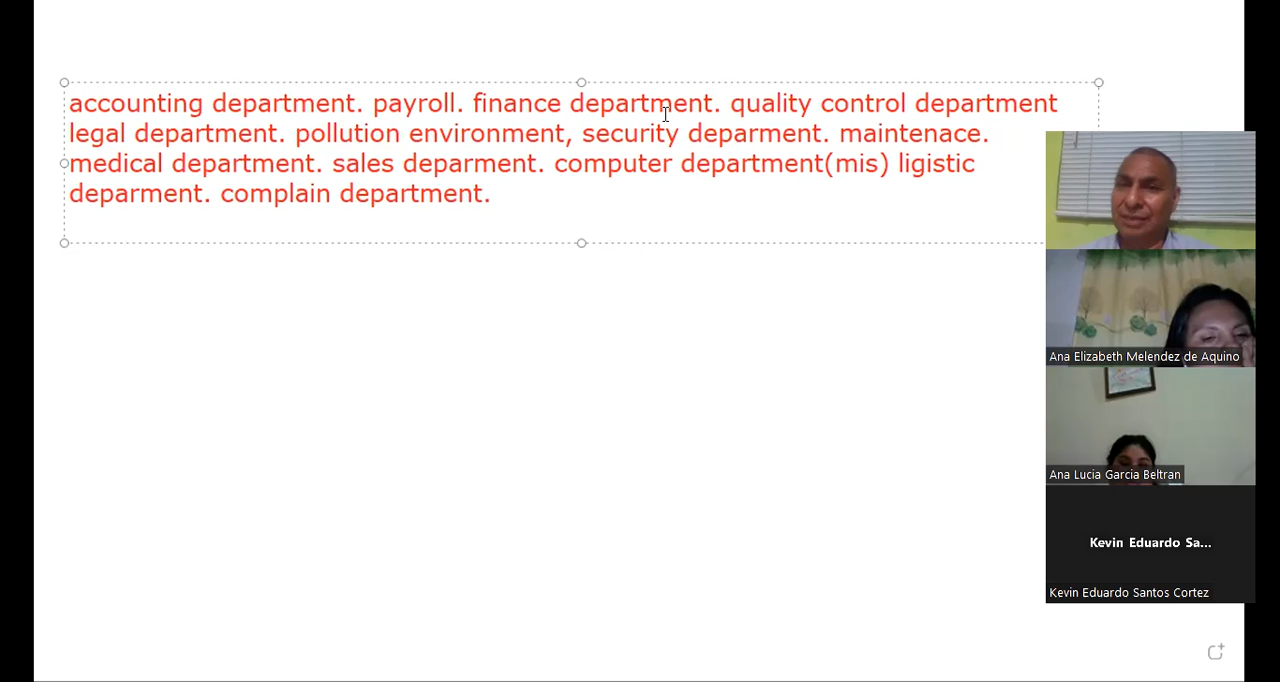 accounting department. payroll. finance department. quality control department
legal department. pollution environment, security deparment. maintenace.
medical department. sales deparment. computer department(mis) ligistic
deparment. complain department.
Ana Elizabeth Melendez de Aquino
Ana Lucia Garcia Beltran
Kevin Eduardo Sa...
Kevin Eduardo Santos Cortez